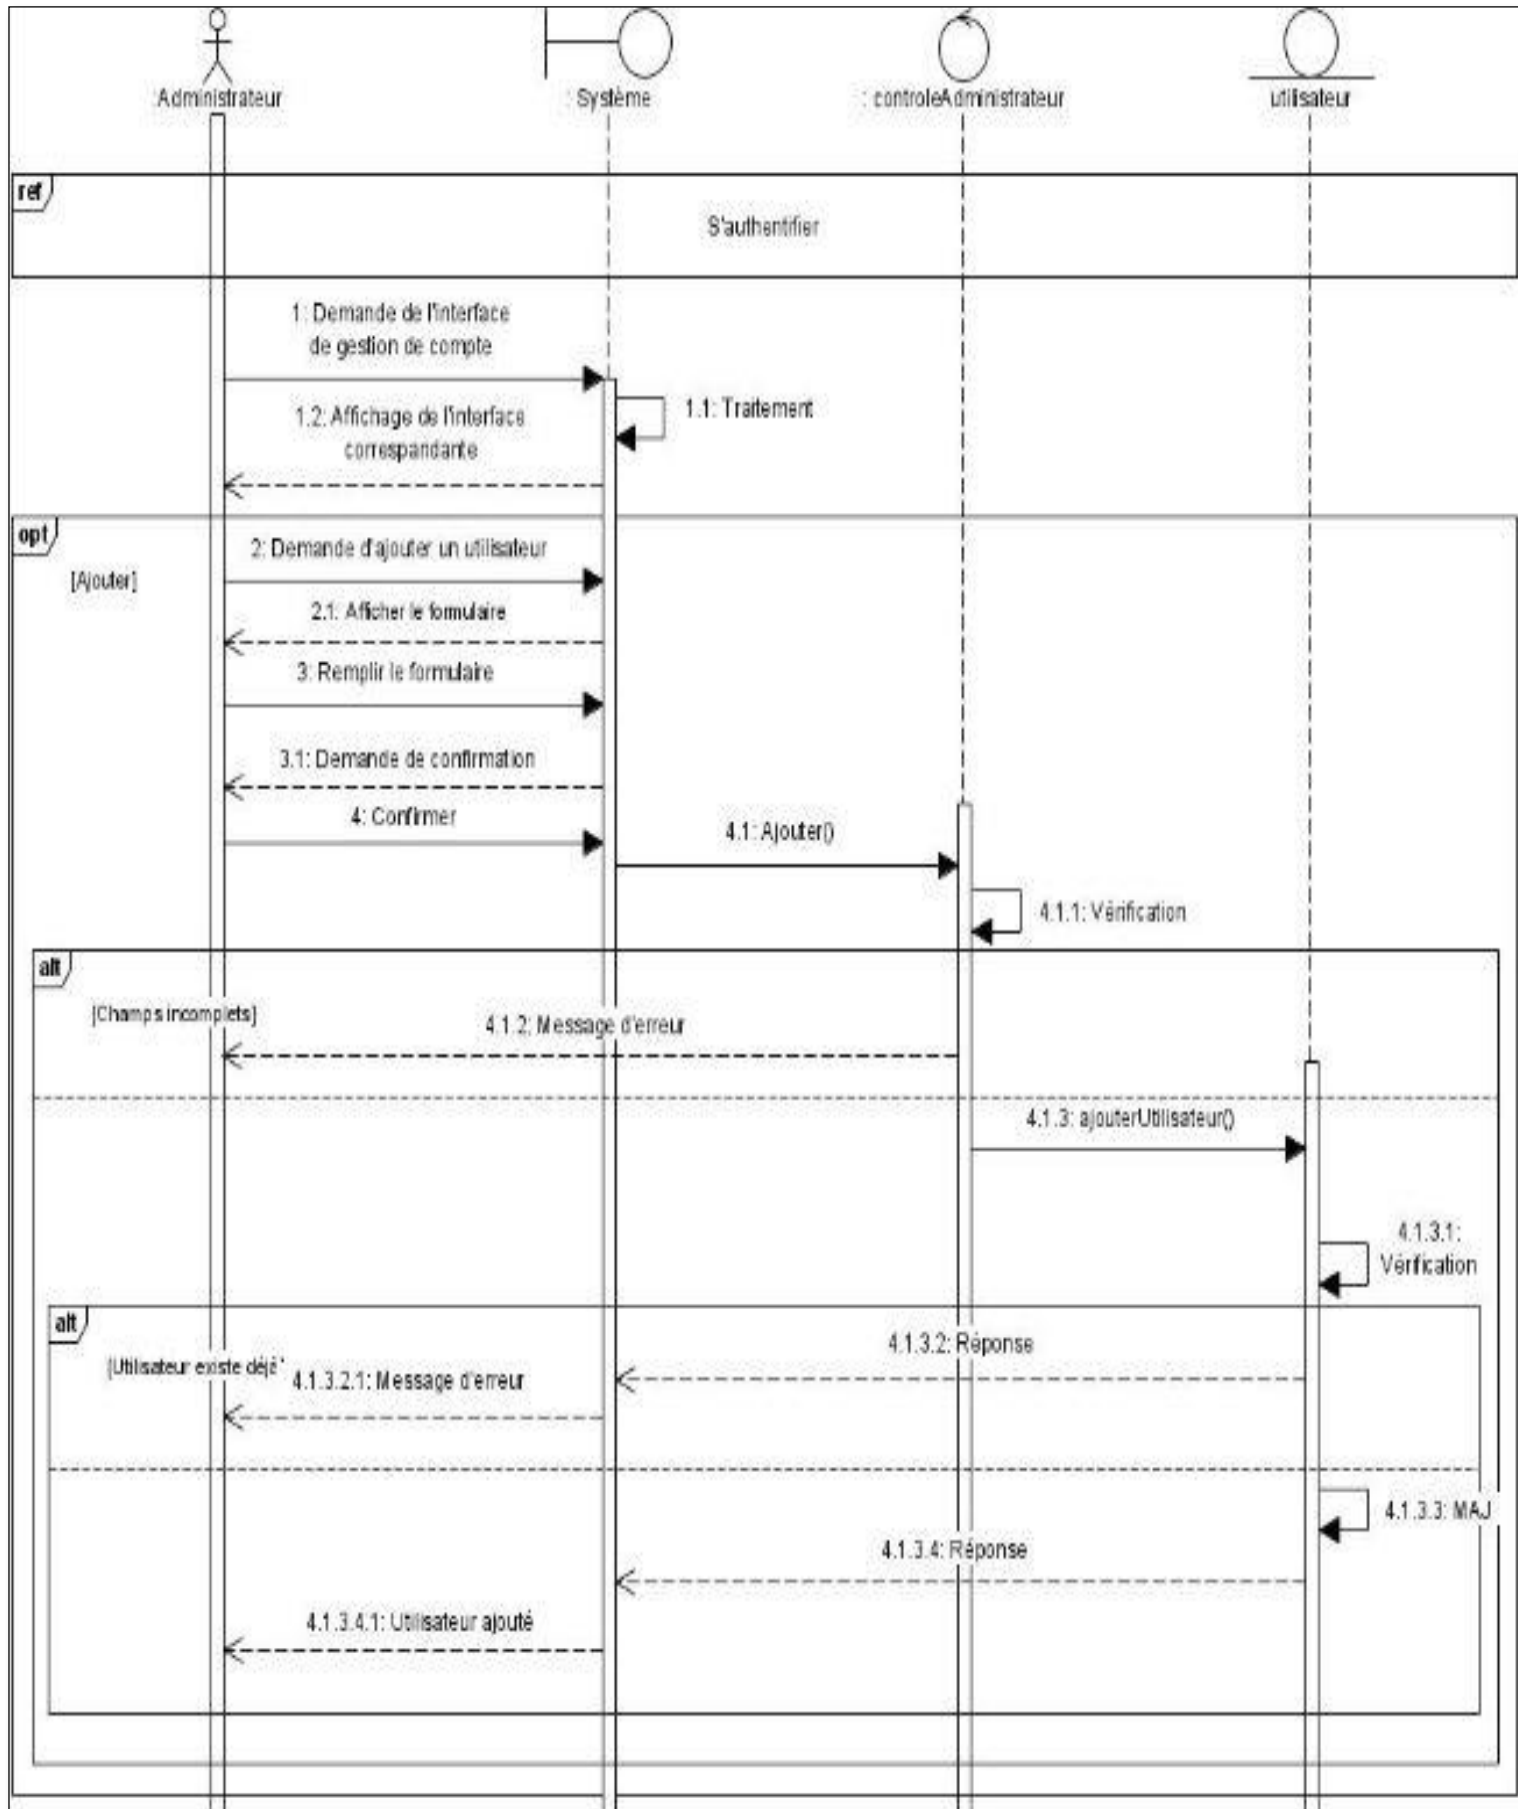 :Administrateur
: Système
: controleAdministrateur
utilisateur
ref
S'authentifier
1: Demande de l'interface
de gestion de compte
1.1: Traitement
1.2: Affichage de l'interface
correspandante
opt
[Ajouter]
2: Demande d'ajouter un utilisateur
2.1: Afficher le formulaire
3: Remplir le formulaire
3.1: Demande de confirmation
4: Confirmer
4.1: Ajouter()
4.1.1: Vérification
alt
[Champs incomplets]
4.1.2: Message d'erreur
4.1.3: ajouterUtilisateur()
4.1.3.1:
Vérification
alt
4.1.3.2: Réponse
[Utilisateur existe déjà
4.1.3.2.1: Message d'erreur
4.1.3.3: MAJ
4.1.3.4: Réponse
4.1.3.4.1: Utilisateur ajouté